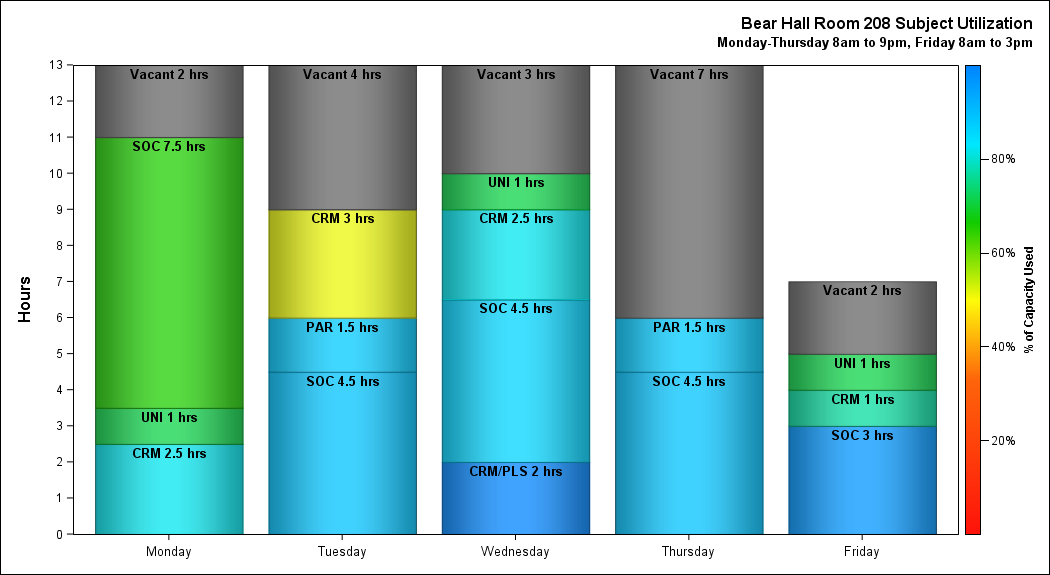 Bear Hall Room 208 Subject Utilization
Monday-Thursday 8am to 9pm, Friday 8am to 3pm
Hours
13
12
11
10
9
8
7
6
5
4
3
2
1
0
Vacant 2 hrs
SOC 7.5 hrs
UNI 1 hrs
CRM 2.5 hrs
Monday
Vacant 4 hrs
CRM 3 hrs
PAR 1.5 hrs
SOC 4.5 hrs
Tuesday
Vacant 3 hrs
UNI 1 hrs
CRM 2.5 hrs
SOC 4.5 hrs
CRM/PLS 2 hrs
Wednesday
Vacant 7 hrs
PAR 1.5 hrs
SOC 4.5 hrs
Thursday
Vacant 2 hrs
UNI 1 hrs
CRM 1 hrs
SOC 3 hrs
Friday
80%
60%
40%
20%
% of Capacity Used